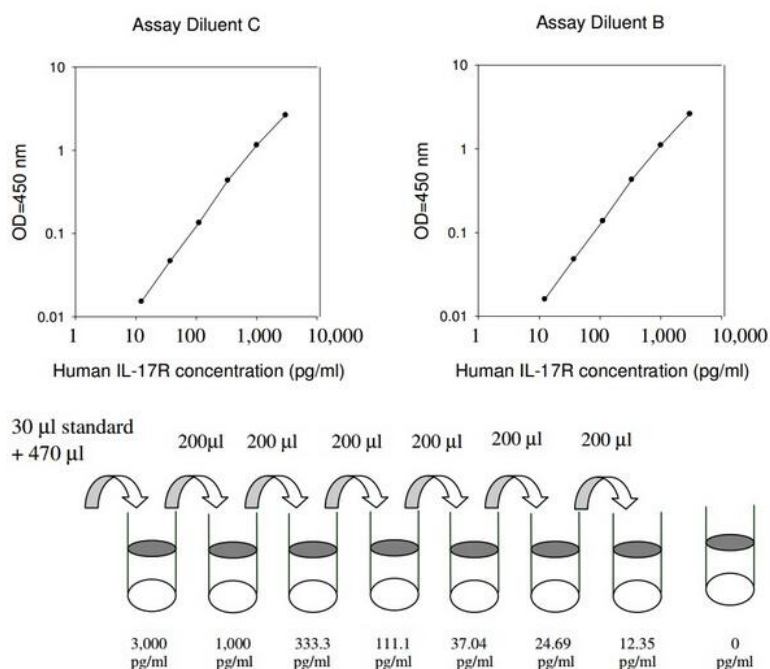 Assay Diluent C
Assay Diluent B
10
1
0.1
0.01
OD=450 nm
1 10 100 1,000 10,000
Human IL-17R concentration (pg/ml)
10
1
0.1
0.01
OD=450 nm
1 10 100 1,000 10,000
Human IL-17R concentration (pg/ml)
30 µl standard
+ 470 µl
200µl 200 µl 200 µl 200 µl 200 µl 200 µl
3,000 1,000 333.3 111.1 37.04 24.69 12.35 0
pg/ml pg/ml pg/ml pg/ml pg/ml pg/ml pg/ml pg/ml